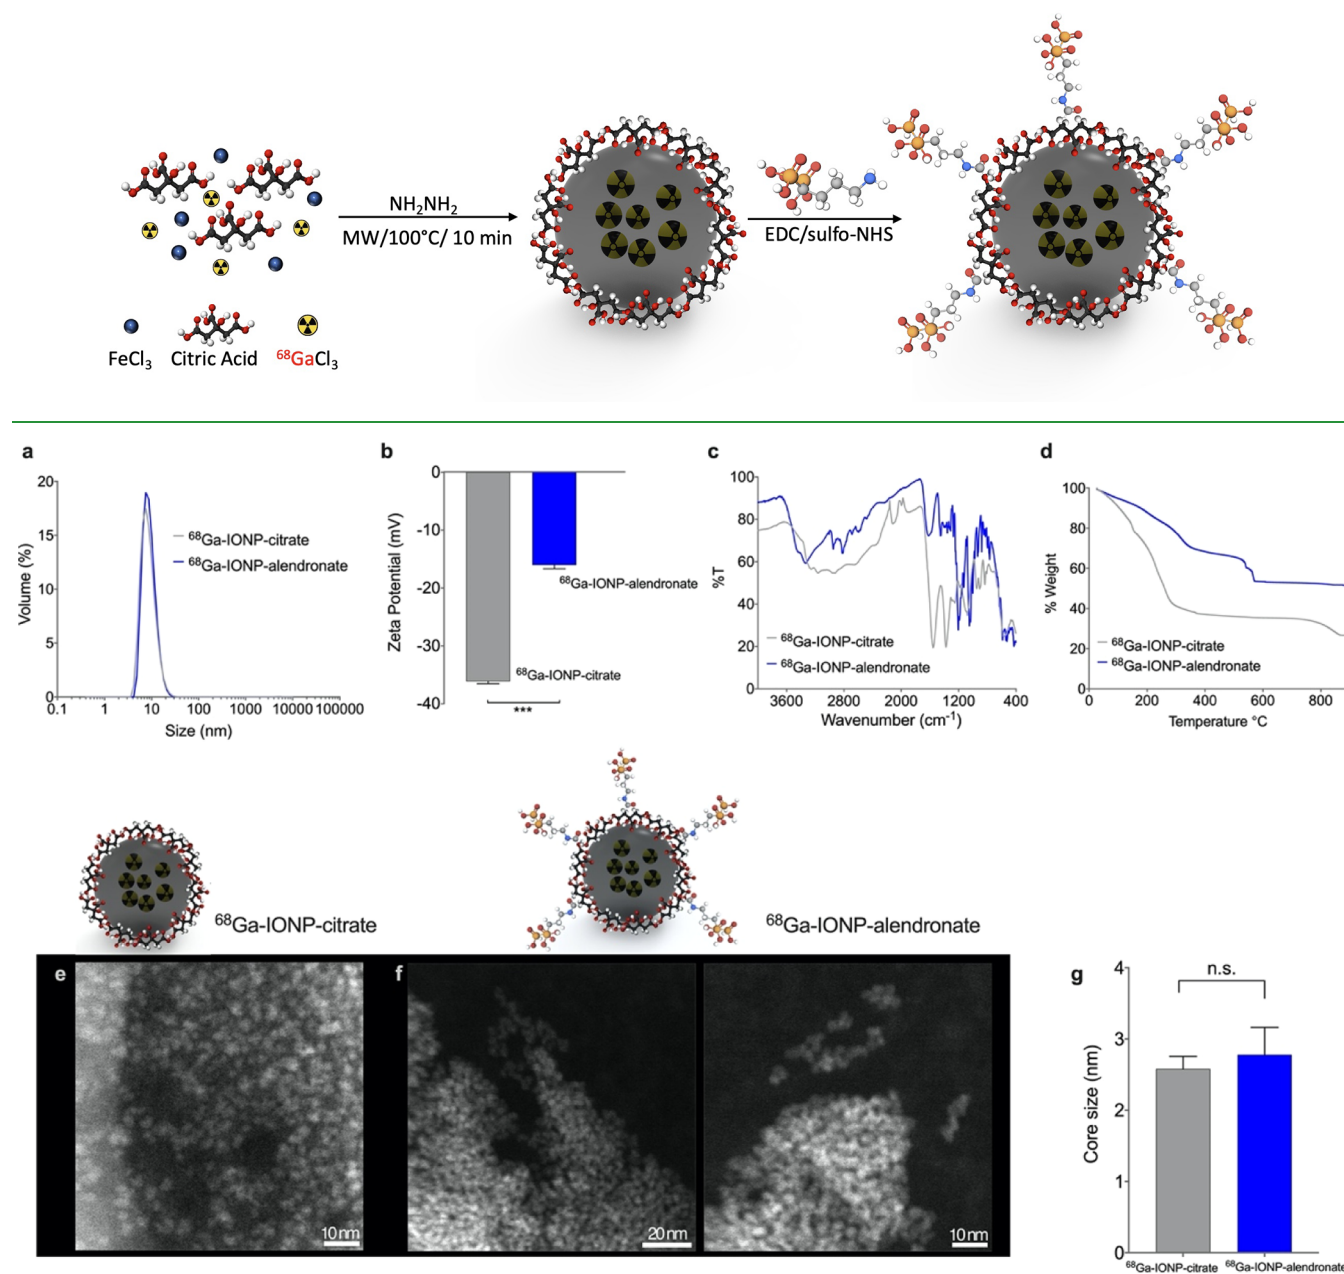 NH₂NH₂
MW/100°C/ 10 min
EDC/sulfo-NHS
FeCl₃ Citric Acid ⁶⁸GaCl₃
a
20
15
10
5
0
Volume (%)
0.1 1 10 100 1000 10000 100000
Size (nm)
⁶⁸Ga-IONP-citrate
⁶⁸Ga-IONP-alendronate
b
0
-10
-20
-30
-40
Zeta Potential (mV)
⁶⁸Ga-IONP-alendronate
⁶⁸Ga-IONP-citrate
***
c
100
80
60
40
20
0
%T
⁶⁸Ga-IONP-citrate
⁶⁸Ga-IONP-alendronate
3600 2800 2000 1200 400
Wavenumber (cm⁻¹)
d
100
80
60
40
20
0
% Weight
⁶⁸Ga-IONP-citrate
⁶⁸Ga-IONP-alendronate
0 200 400 600 800
Temperature °C
⁶⁸Ga-IONP-citrate
⁶⁸Ga-IONP-alendronate
e
10nm
f
20nm
10nm
g
4
3
2
1
0
Core size (nm)
n.s.
⁶⁸Ga-IONP-citrate ⁶⁸Ga-IONP-alendronate